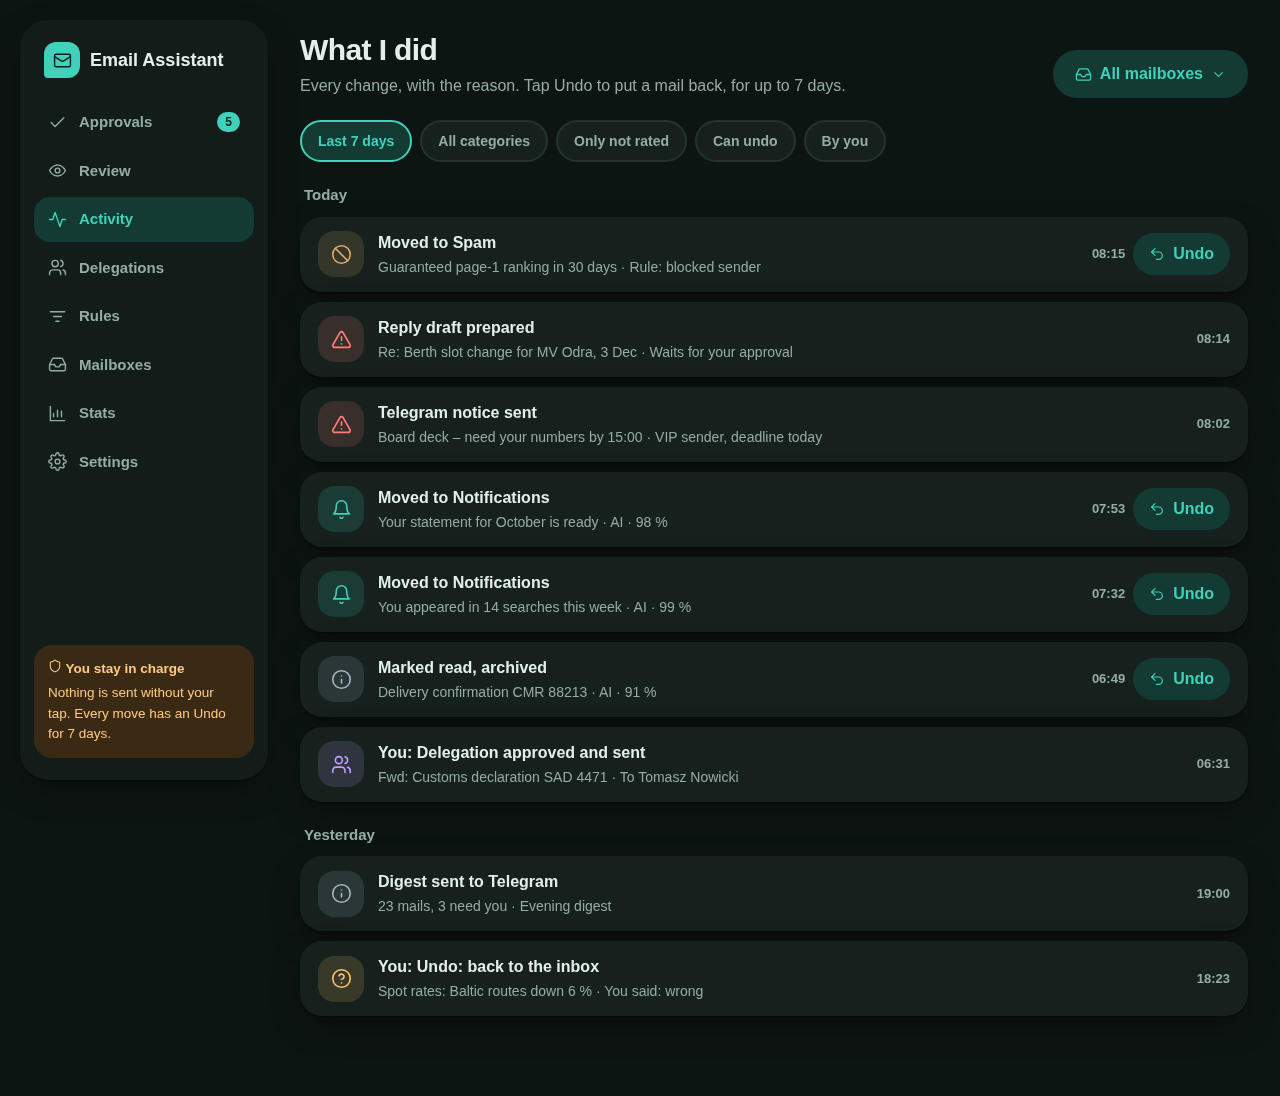 Email Assistant
Approvals 5
Review
Activity
Delegations
Rules
Mailboxes
Stats
Settings
You stay in charge
Nothing is sent without your
tap. Every move has an Undo
for 7 days.
What I did
Every change, with the reason. Tap Undo to put a mail back, for up to 7 days.
All mailboxes
Last 7 days
All categories
Only not rated
Can undo
By you
Today
Moved to Spam
Guaranteed page-1 ranking in 30 days · Rule: blocked sender
08:15
Undo
Reply draft prepared
Re: Berth slot change for MV Odra, 3 Dec · Waits for your approval
08:14
Telegram notice sent
Board deck – need your numbers by 15:00 · VIP sender, deadline today
08:02
Moved to Notifications
Your statement for October is ready · AI · 98 %
07:53
Undo
Moved to Notifications
You appeared in 14 searches this week · AI · 99 %
07:32
Undo
Marked read, archived
Delivery confirmation CMR 88213 · AI · 91 %
06:49
Undo
You: Delegation approved and sent
Fwd: Customs declaration SAD 4471 · To Tomasz Nowicki
06:31
Yesterday
Digest sent to Telegram
23 mails, 3 need you · Evening digest
19:00
You: Undo: back to the inbox
Spot rates: Baltic routes down 6 % · You said: wrong
18:23